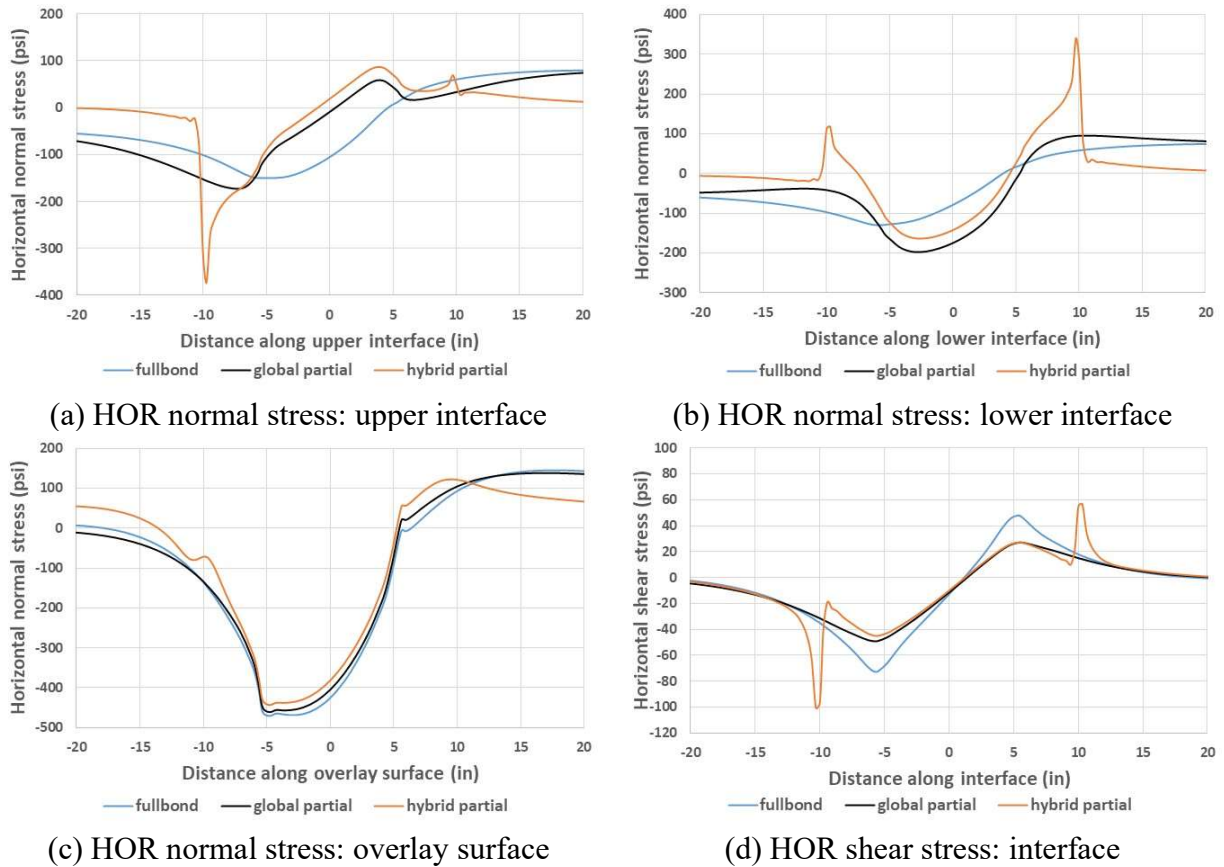 200
100
0
-100
-200
-300
-400
Horizontal normal stress (psi)
-20 -15 -10 -5 0 5 10 15 20
Distance along upper interface (in)
fullbond global partial hybrid partial
(a) HOR normal stress: upper interface
400
300
200
100
0
-100
-200
-300
Horizontal normal stress (psi)
-20 -15 -10 -5 0 5 10 15 20
Distance along lower interface (in)
fullbond global partial hybrid partial
(b) HOR normal stress: lower interface
200
100
0
-100
-200
-300
-400
-500
Horizontal normal stress (psi)
-20 -15 -10 -5 0 5 10 15 20
Distance along overlay surface (in)
fullbond global partial hybrid partial
(c) HOR normal stress: overlay surface
100
80
60
40
20
0
-20
-40
-60
-80
-100
-120
Horizontal shear stress (psi)
-20 -15 -10 -5 0 5 10 15 20
Distance along interface (in)
fullbond global partial hybrid partial
(d) HOR shear stress: interface